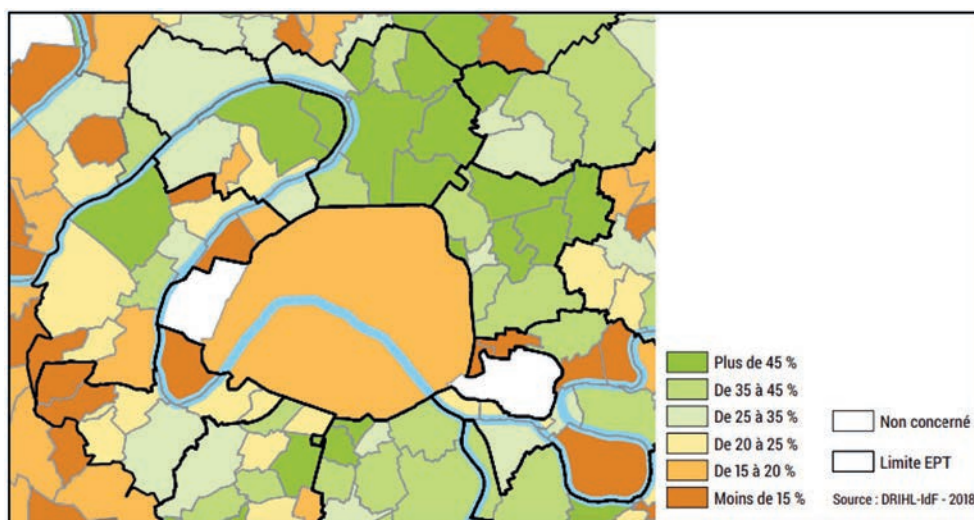 Plus de 45 %
De 35 à 45 %
De 25 à 35 %
De 20 à 25 %
De 15 à 20 %
Moins de 15 %
Non concerné
Limite EPT
Source : DRIHL-IdF - 2018